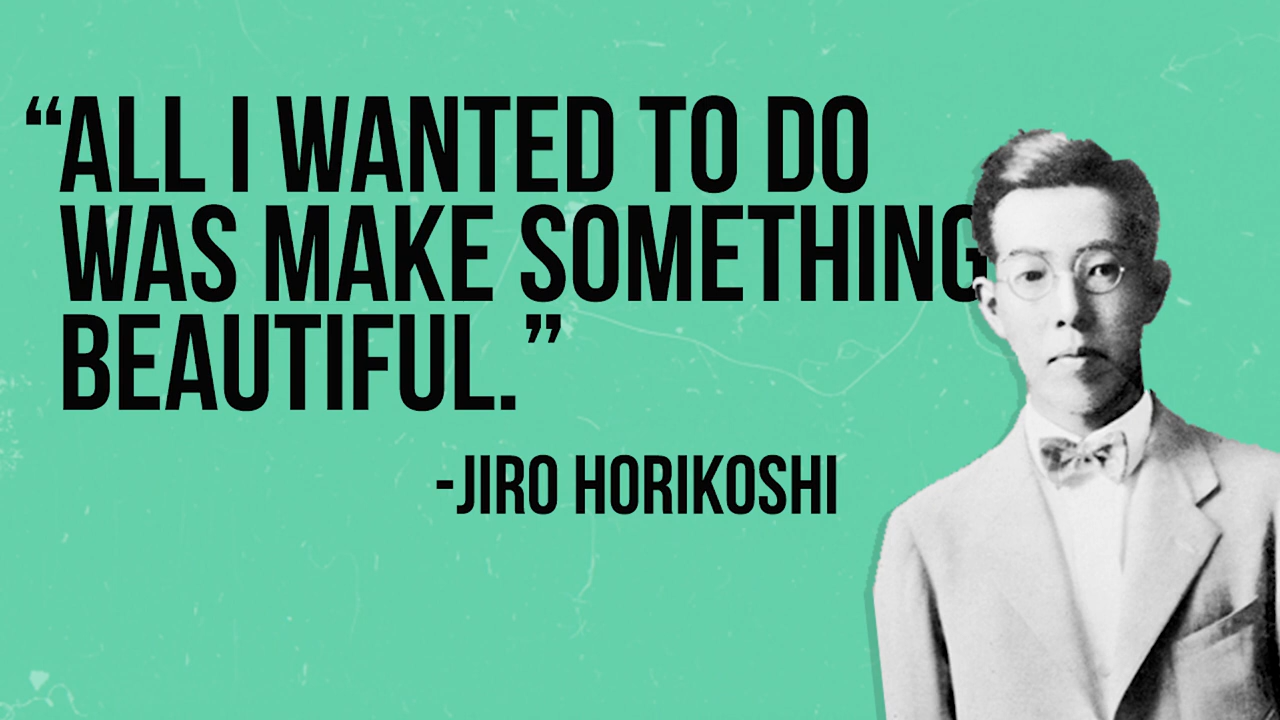 “ALL I WANTED TO DO
WAS MAKE SOMETHING
BEAUTIFUL.”
-JIRO HORIKOSHI